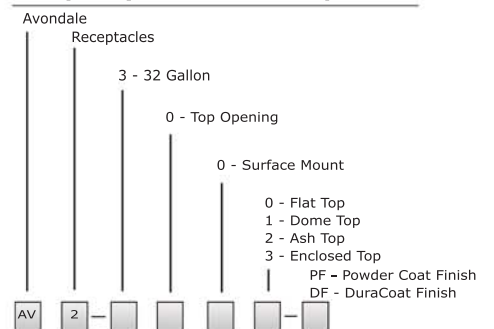 Avondale
Receptacles
3 - 32 Gallon
0 - Top Opening
0 - Surface Mount
0 - Flat Top
1 - Dome Top
2 - Ash Top
3 - Enclosed Top
PF - Powder Coat Finish
DF - DuraCoat Finish
AV 2 - -